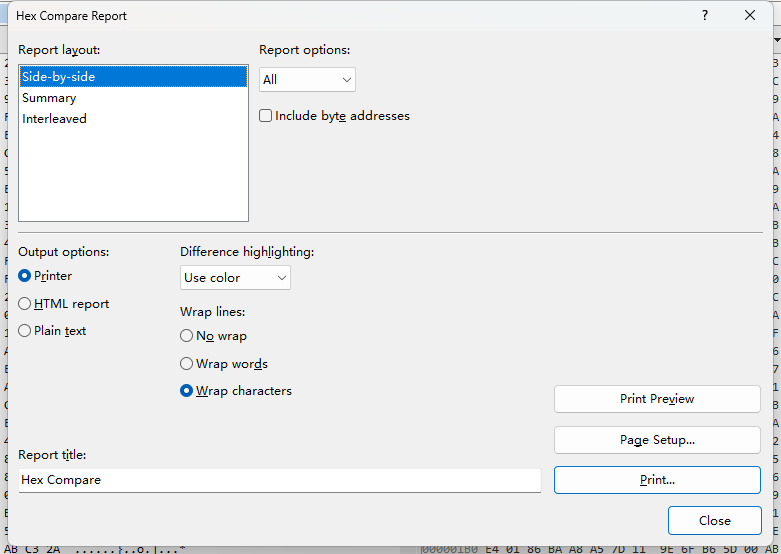 Hex Compare Report
Report layout:
Side-by-side
Summary
Interleaved
Report options:
All
Include byte addresses
Output options:
Printer
HTML report
Plain text
Difference highlighting:
Use color
Wrap lines:
No wrap
Wrap words
Wrap characters
Print Preview
Page Setup...
Report title:
Hex Compare
Print...
Close
AB C3 2A ......}..o.]...*
000001B0 E4 01 86 BA A8 A5 7D 11 9E 6F B6 5D 00 AB